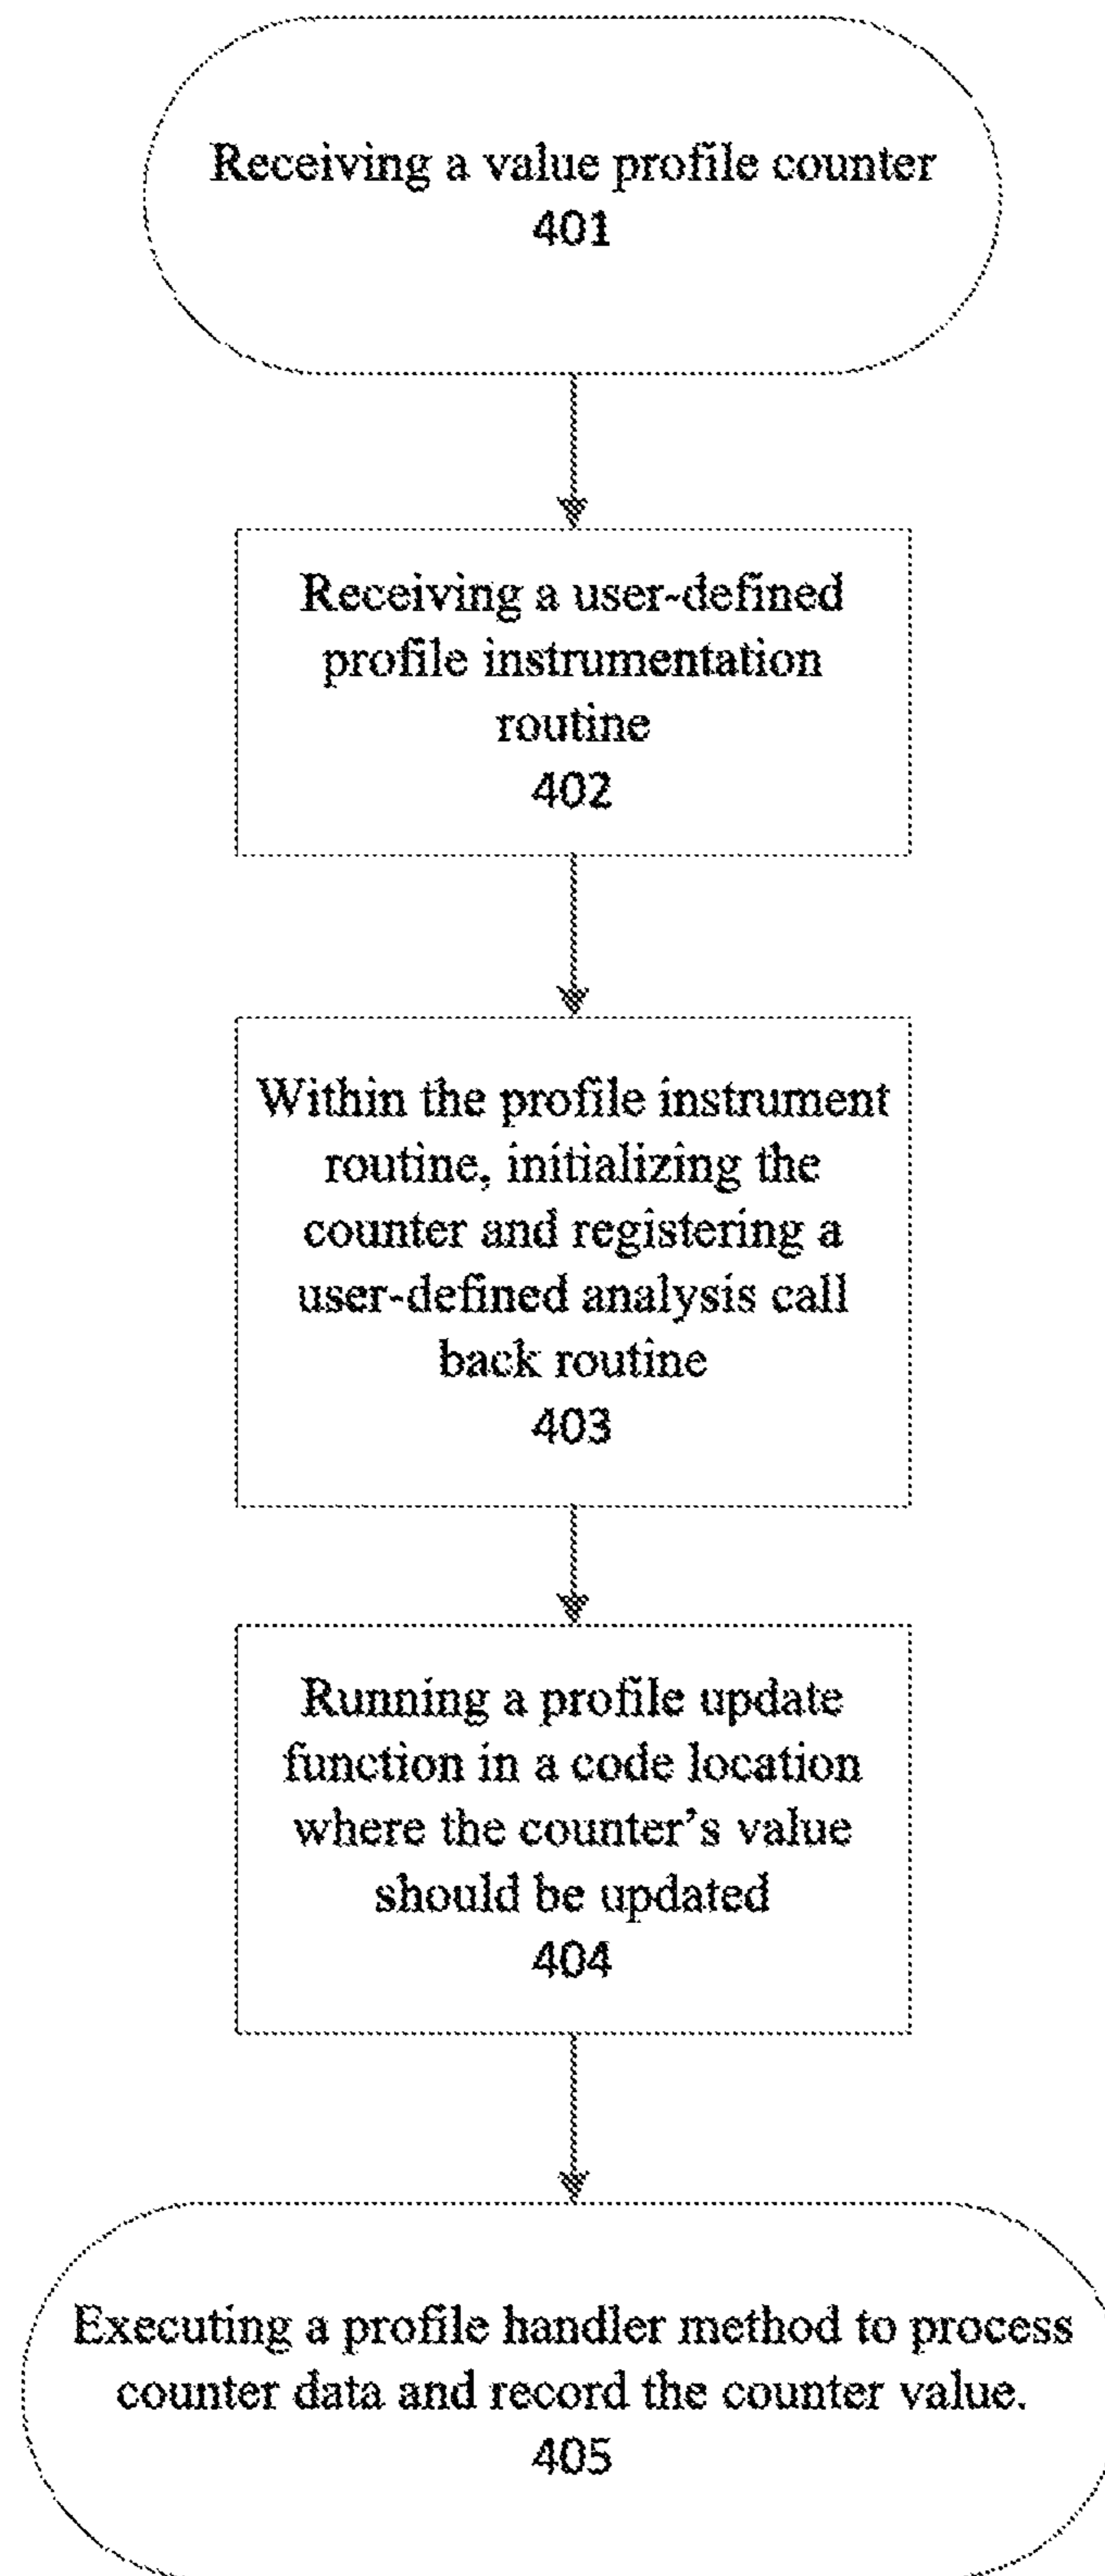 Receiving a value profile counter
401
Receiving a user-defined
profile instrumentation
routine
402
Within the profile instrument
routine, initializing the
counter and registering a
user-defined analysis call
back routine
403
Running a profile update
function in a code location
where the counter's value
should be updated
404
Executing a profile handler method to process
counter data and record the counter value.
405